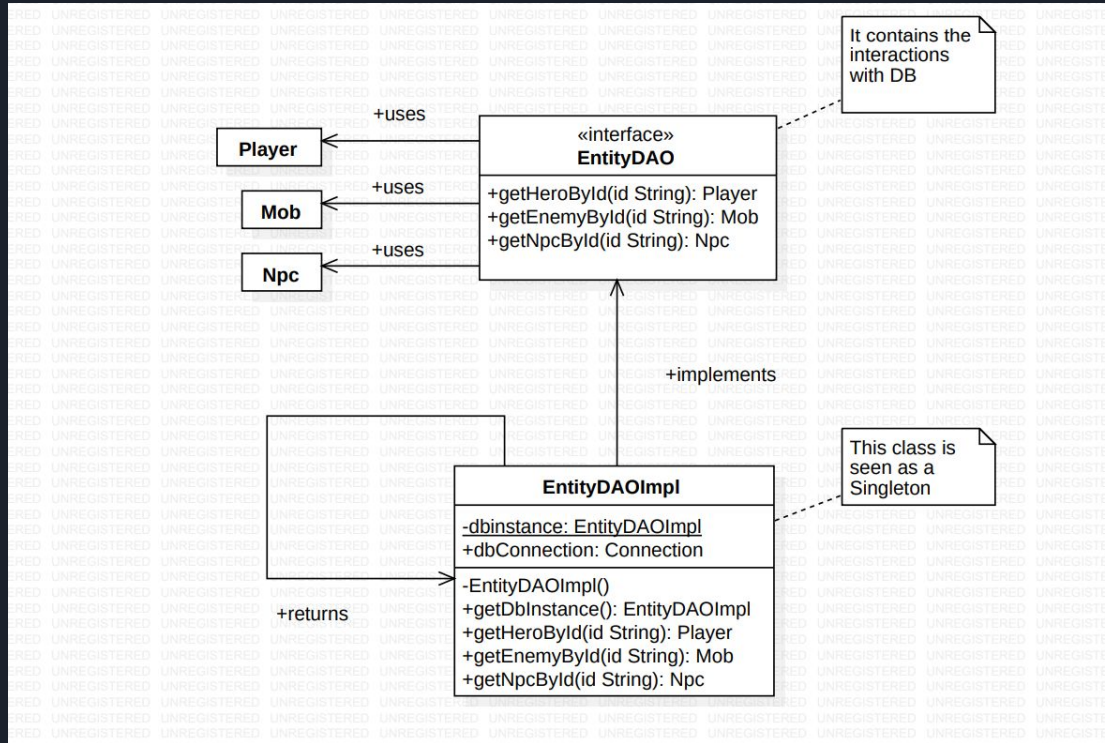 It contains the
interactions
with DB
+uses
Player
«interface»
EntityDAO
+uses
+getHeroById(id String): Player
Mob
+getEnemyById(id String): Mob
+uses
+getNpcById(id String): Npc
Npc
+implements
This class is
seen as a
Singleton
EntityDAOImpl
-dbinstance: EntityDAOImpl
+dbConnection: Connection
-EntityDAOImpl()
+returns
+getDbInstance(): EntityDAOImpl
+getHeroById(id String): Player
+getEnemyById(id String): Mob
+getNpcById(id String): Npc
UNREGISTERED